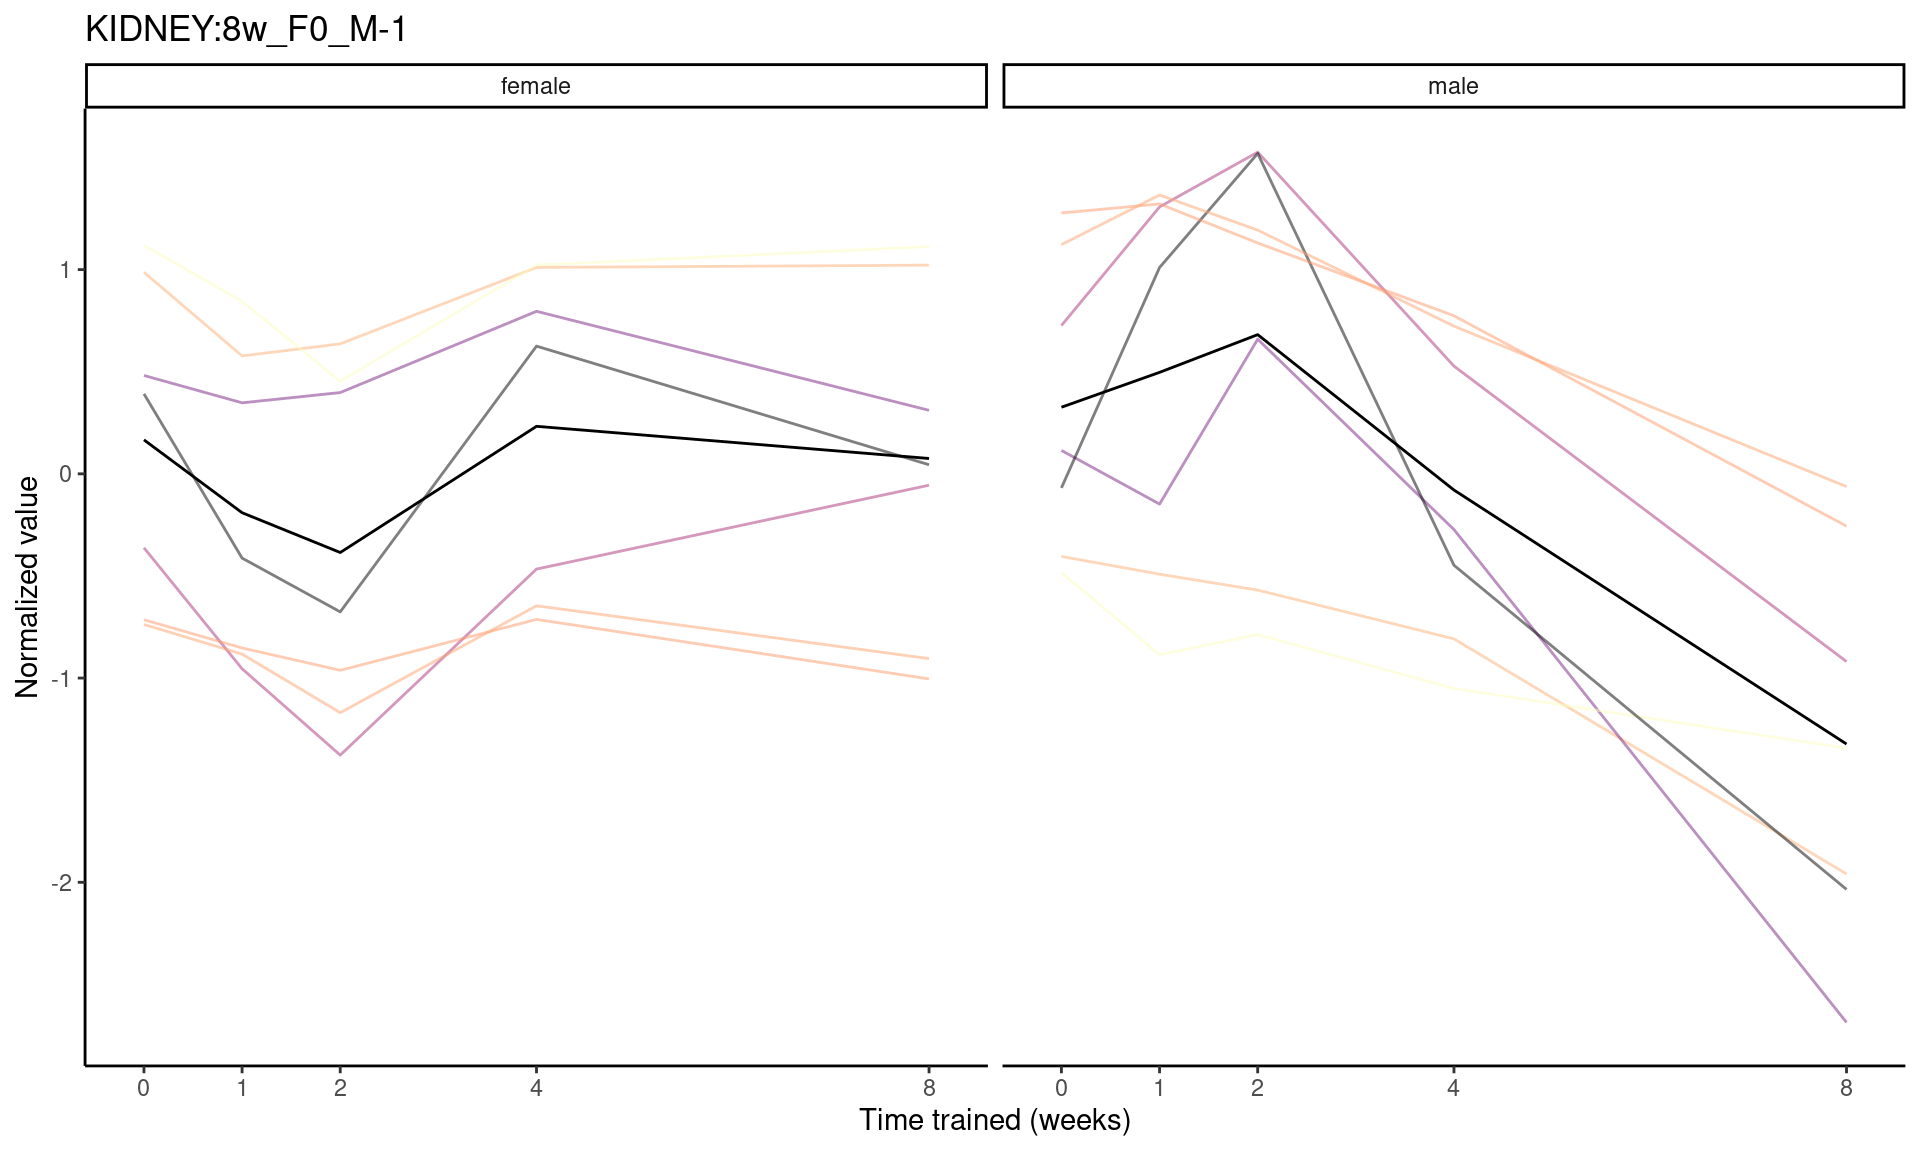 KIDNEY:8w_F0_M-1
female
male
Normalized value
1
0
-1
-2
0 1 2 4 8
0 1 2 4 8
Time trained (weeks)